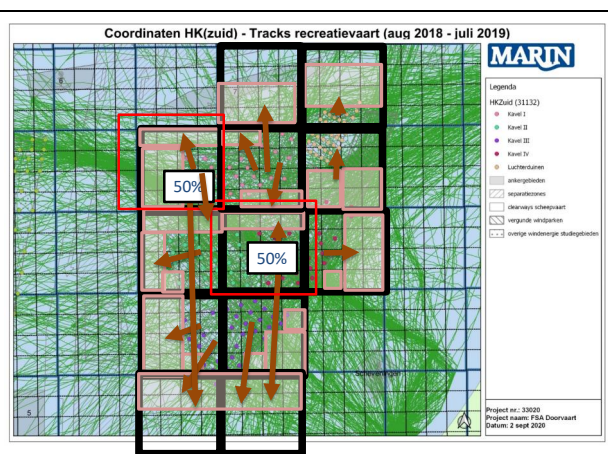 Coordinaten HK(zuid) - Tracks recreatievaart (aug 2018 - juli 2019)
MARIN
Legenda
HKZuid (31132)
Kavel I
Kavel II
Kavel III
Kavel IV
Luchterduinen
ankergebieden
separatiezones
clearways scheepvaart
vergunde windparken
overige windenergie studiegebieden
50%
50%
Scheveningen
5
Project nr.: 33020
Project naam: FSA Doorvaart
Datum: 2 sept 2020